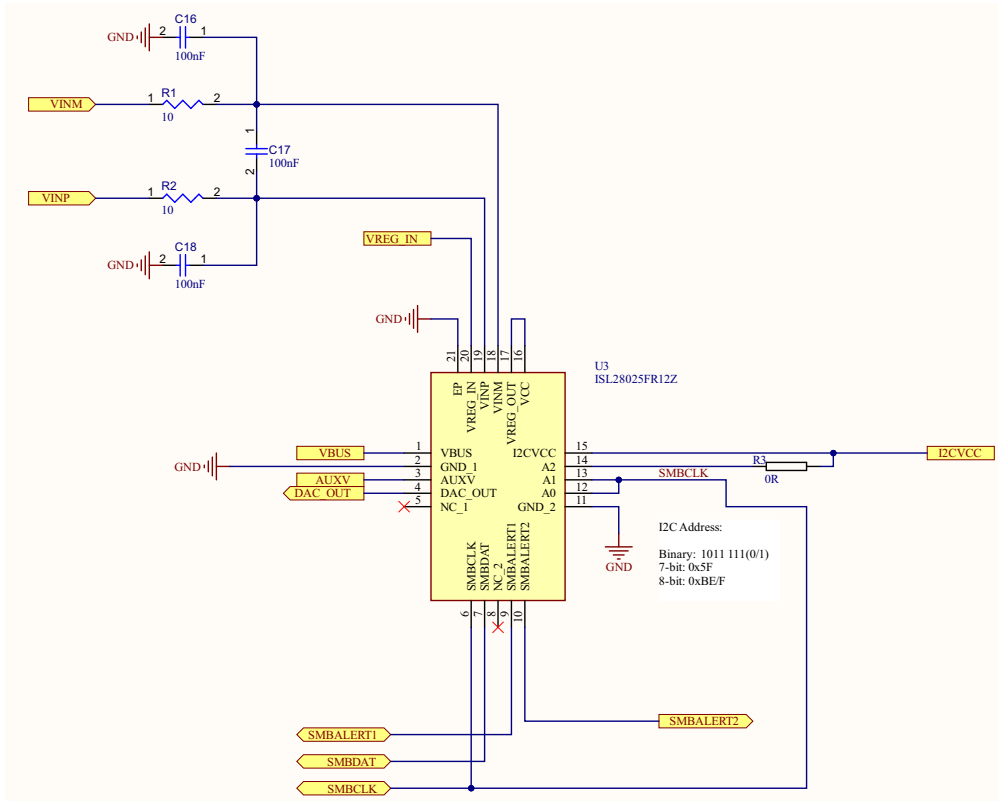 C16
GND 2 1
100nF
VINM 1 R1 2
10
1
C17
100nF
2
VINP 1 R2 2
10
VREG_IN
C18
GND 2 1
100nF
GND
21 20 19 18 17 16
EP VREG_IN VINP VINM VREG_OUT VCC
U3
ISL28025FR12Z
VBUS 1 VBUS I2CVCC 15 I2CVCC
GND 2 GND_1 A2 14 R3
0R
AUXV 3 AUXV A1 13 SMBCLK
DAC_OUT 4 DAC_OUT A0 12
5 NC_1 GND_2 11
GND
SMBCLK SMBDAT NC_2 SMBALERT1 SMBALERT2
6 7 8 9 10
I2C Address:
Binary: 1011 111(0/1)
7-bit: 0x5F
8-bit: 0xBE/F
SMBALERT2
SMBALERT1
SMBDAT
SMBCLK